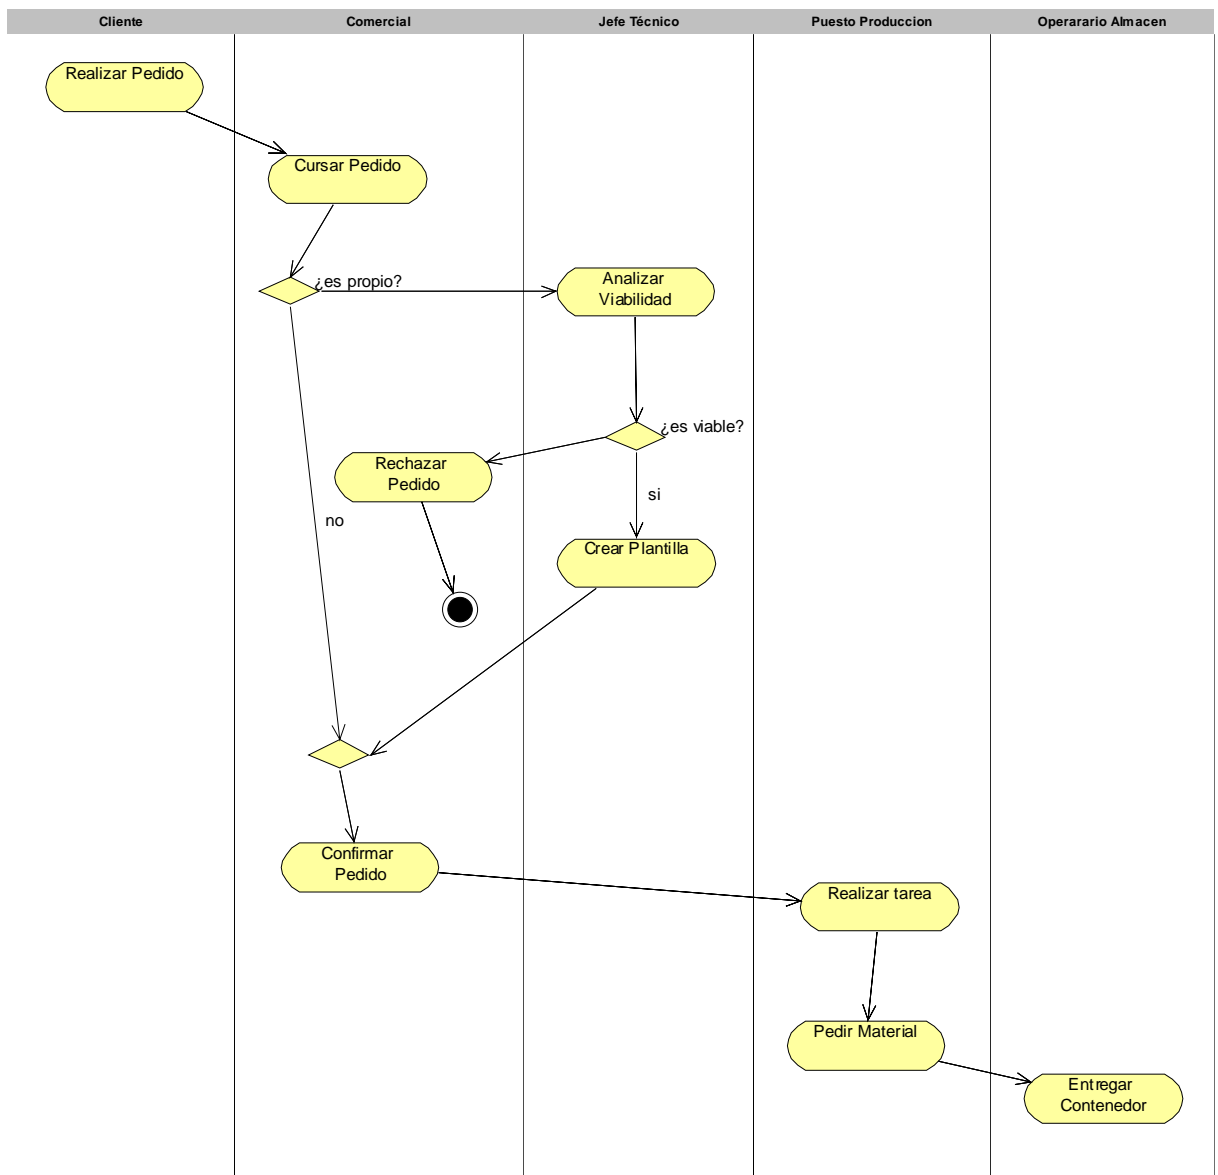 Cliente
Comercial
Jefe Técnico
Puesto Produccion
Operarario Almacen
Realizar Pedido
Cursar Pedido
¿es propio?
Analizar
Viabilidad
¿es viable?
Rechazar
Pedido
si
no
Crear Plantilla
Confirmar
Pedido
Realizar tarea
Pedir Material
Entregar
Contenedor